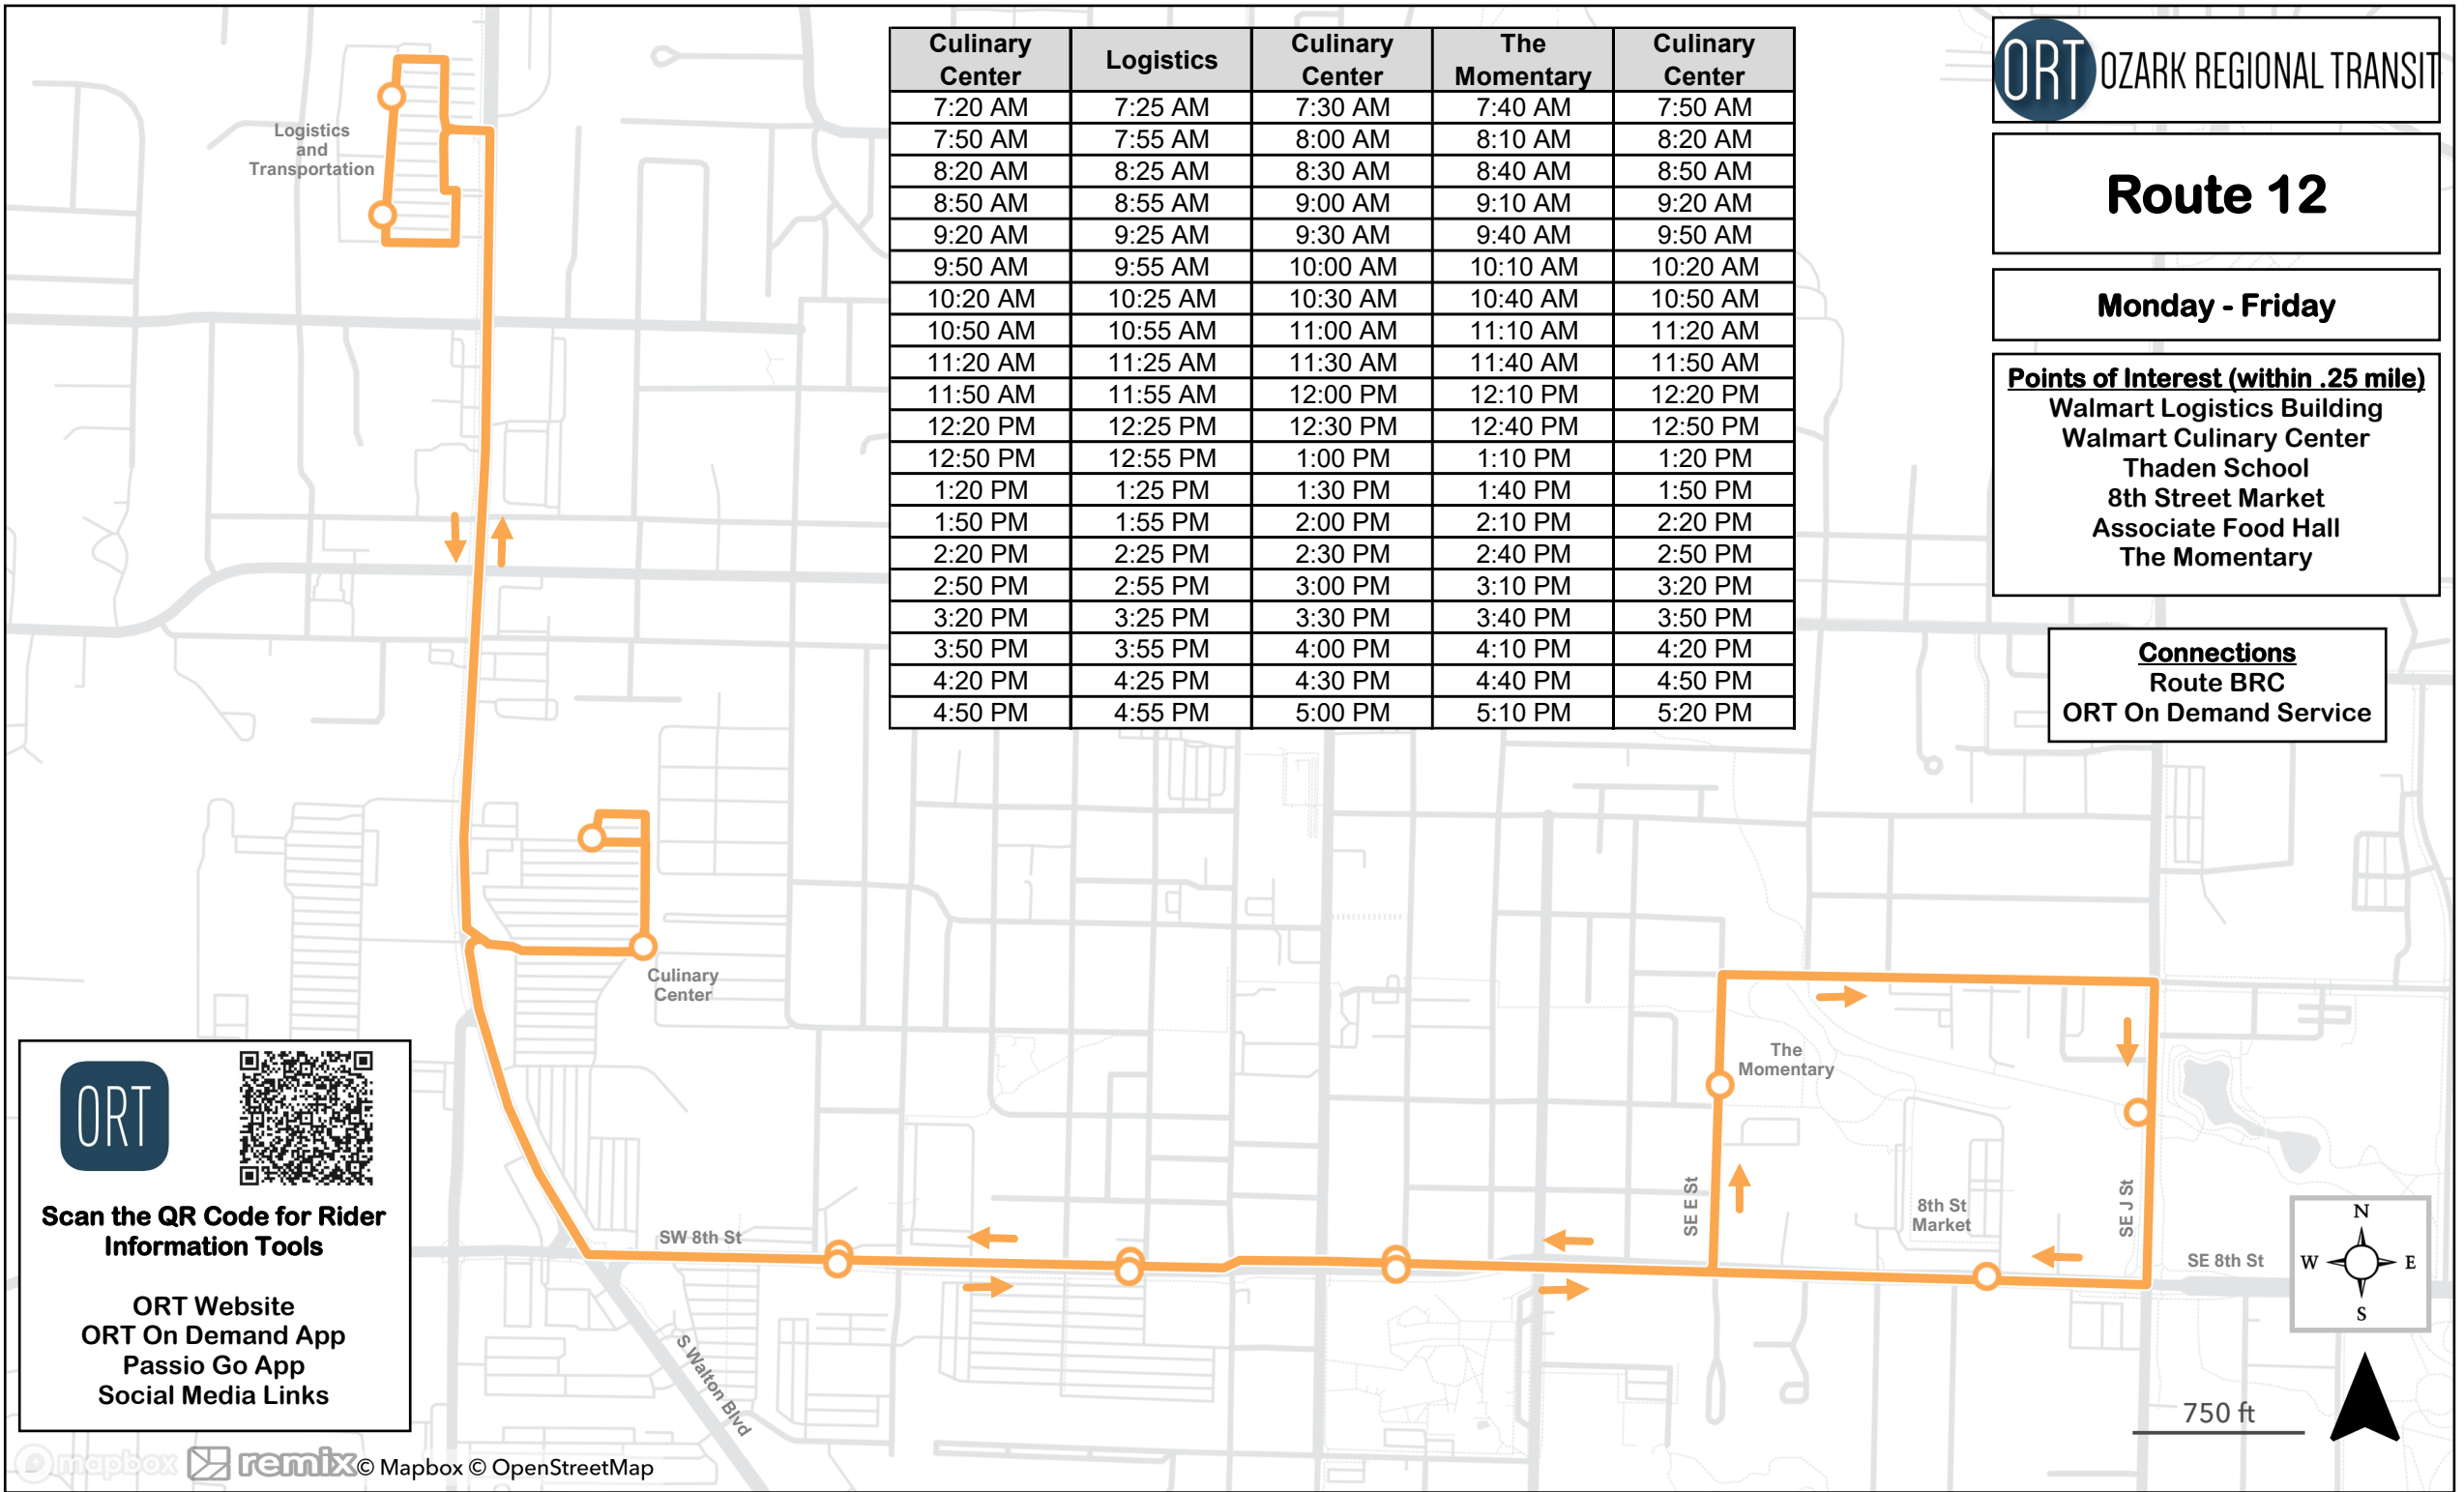 Culinary Center | Logistics | Culinary Center | The Momentary | Culinary Center
7:20 AM | 7:25 AM | 7:30 AM | 7:40 AM | 7:50 AM
7:50 AM | 7:55 AM | 8:00 AM | 8:10 AM | 8:20 AM
8:20 AM | 8:25 AM | 8:30 AM | 8:40 AM | 8:50 AM
8:50 AM | 8:55 AM | 9:00 AM | 9:10 AM | 9:20 AM
9:20 AM | 9:25 AM | 9:30 AM | 9:40 AM | 9:50 AM
9:50 AM | 9:55 AM | 10:00 AM | 10:10 AM | 10:20 AM
10:20 AM | 10:25 AM | 10:30 AM | 10:40 AM | 10:50 AM
10:50 AM | 10:55 AM | 11:00 AM | 11:10 AM | 11:20 AM
11:20 AM | 11:25 AM | 11:30 AM | 11:40 AM | 11:50 AM
11:50 AM | 11:55 AM | 12:00 PM | 12:10 PM | 12:20 PM
12:20 PM | 12:25 PM | 12:30 PM | 12:40 PM | 12:50 PM
12:50 PM | 12:55 PM | 1:00 PM | 1:10 PM | 1:20 PM
1:20 PM | 1:25 PM | 1:30 PM | 1:40 PM | 1:50 PM
1:50 PM | 1:55 PM | 2:00 PM | 2:10 PM | 2:20 PM
2:20 PM | 2:25 PM | 2:30 PM | 2:40 PM | 2:50 PM
2:50 PM | 2:55 PM | 3:00 PM | 3:10 PM | 3:20 PM
3:20 PM | 3:25 PM | 3:30 PM | 3:40 PM | 3:50 PM
3:50 PM | 3:55 PM | 4:00 PM | 4:10 PM | 4:20 PM
4:20 PM | 4:25 PM | 4:30 PM | 4:40 PM | 4:50 PM
4:50 PM | 4:55 PM | 5:00 PM | 5:10 PM | 5:20 PM
ORT OZARK REGIONAL TRANSIT
Route 12
Monday - Friday
Points of Interest (within .25 mile)
Walmart Logistics Building
Walmart Culinary Center
Thaden School
8th Street Market
Associate Food Hall
The Momentary
Connections
Route BRC
ORT On Demand Service
Logistics
and
Transportation
Culinary
Center
The
Momentary
8th St
Market
SE E St
SE J St
SE 8th St
SW 8th St
S Walton Blvd
N
W E
S
750 ft
ORT
Scan the QR Code for Rider
Information Tools
ORT Website
ORT On Demand App
Passio Go App
Social Media Links
mapbox remix © Mapbox © OpenStreetMap